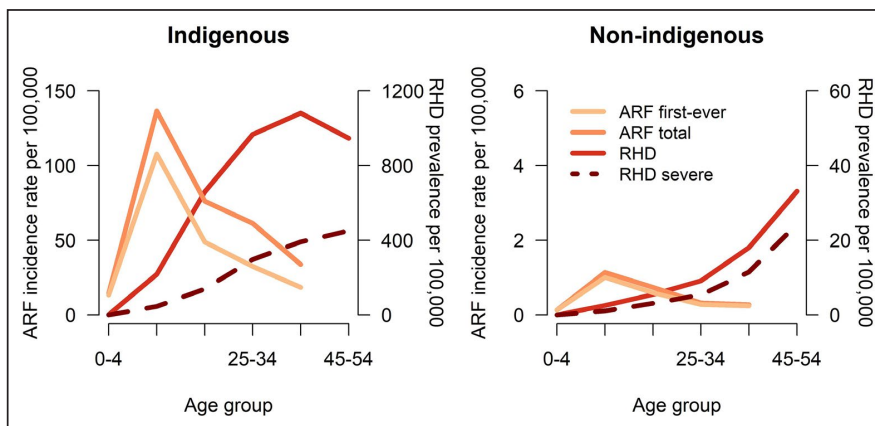 Indigenous
ARF incidence rate per 100,000
150
100
50
0
1200
800
400
0
RHD prevalence per 100,000
0-4
25-34
45-54
Age group
Non-indigenous
ARF incidence rate per 100,000
6
4
2
0
60
40
20
0
RHD prevalence per 100,000
ARF first-ever
ARF total
RHD
RHD severe
0-4
25-34
45-54
Age group